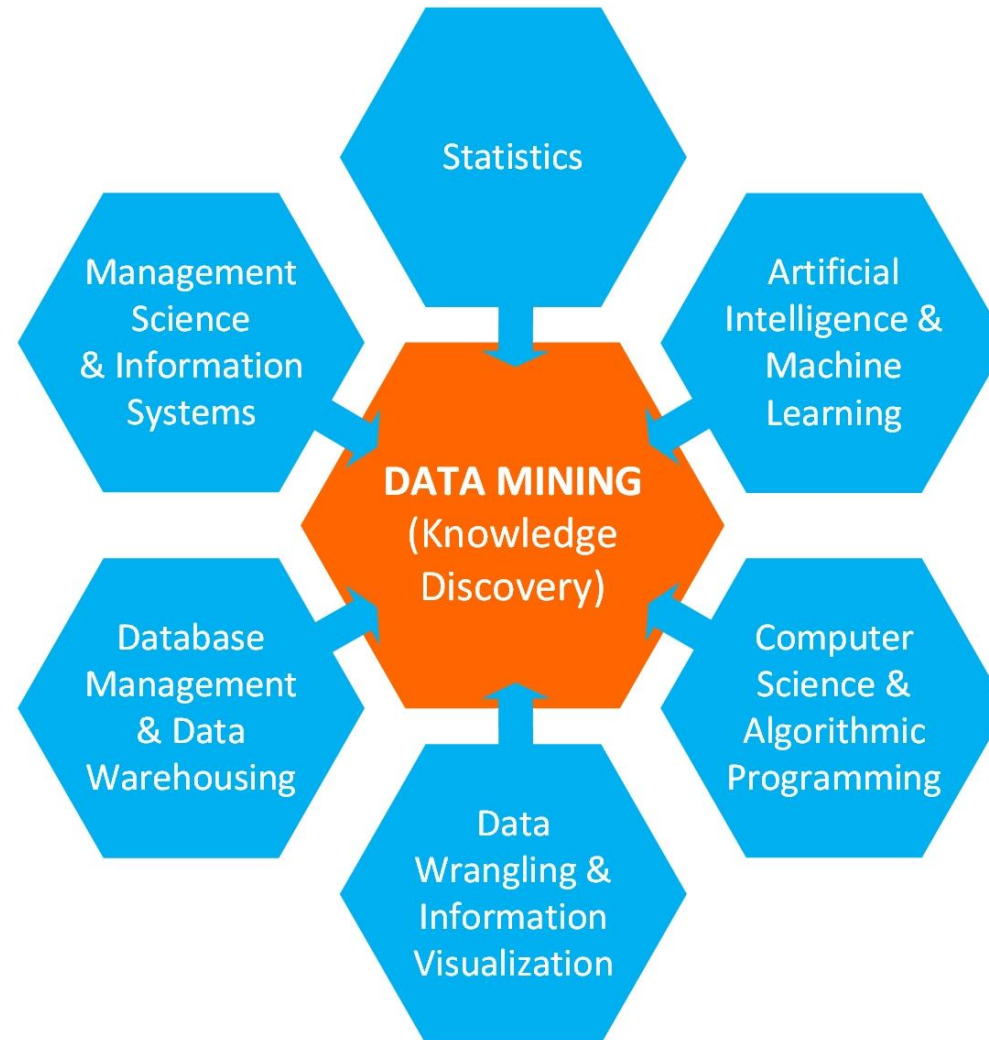 Statistics
Management
Science
& Information
Systems
Artificial
Intelligence &
Machine
Learning
DATA MINING
(Knowledge
Discovery)
Database
Management
& Data
Warehousing
Computer
Science &
Algorithmic
Programming
Data
Wrangling &
Information
Visualization